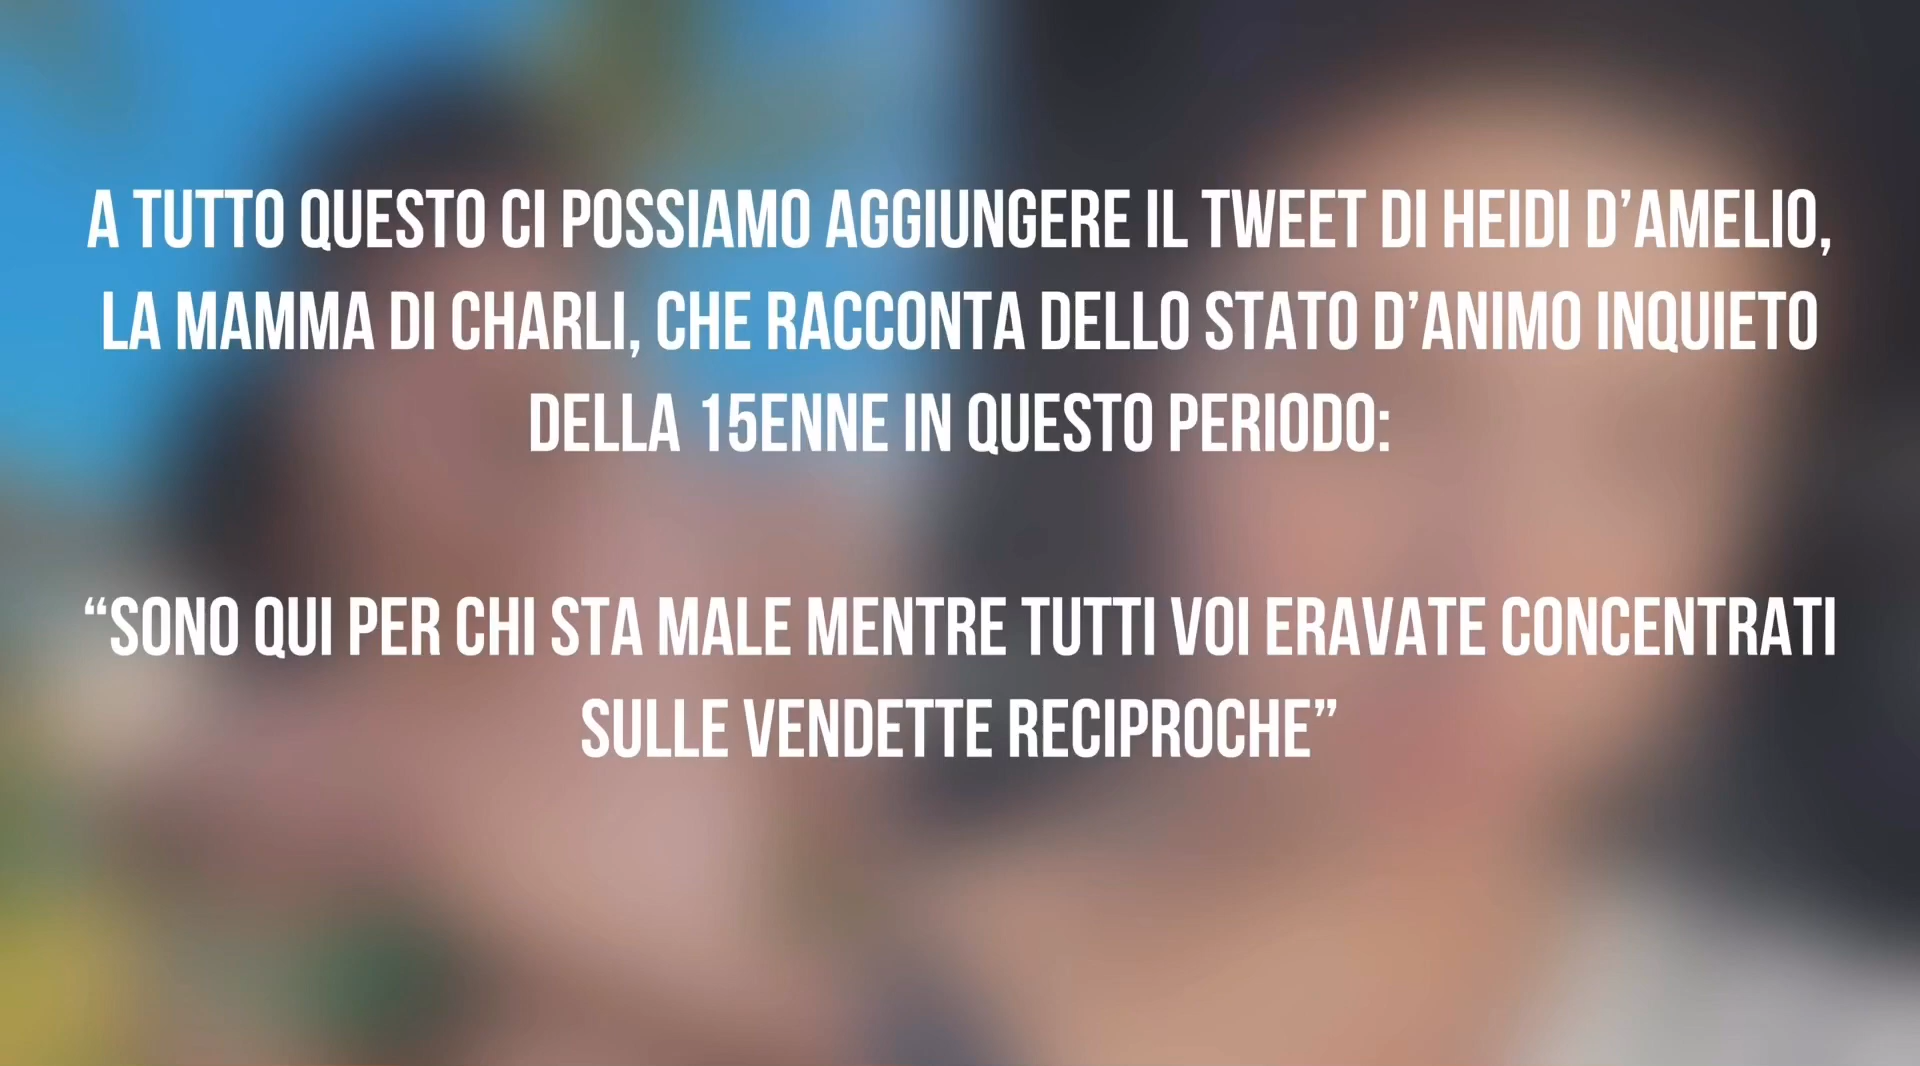 A TUTTO QUESTO CI POSSIAMO AGGIUNGERE IL TWEET DI HEIDI D’AMELIO,
LA MAMMA DI CHARLI, CHE RACCONTA DELLO STATO D’ANIMO INQUIETO
DELLA 15ENNE IN QUESTO PERIODO:
“SONO QUI PER CHI STA MALE MENTRE TUTTI VOI ERAVATE CONCENTRATI
SULLE VENDETTE RECIPROCHE”